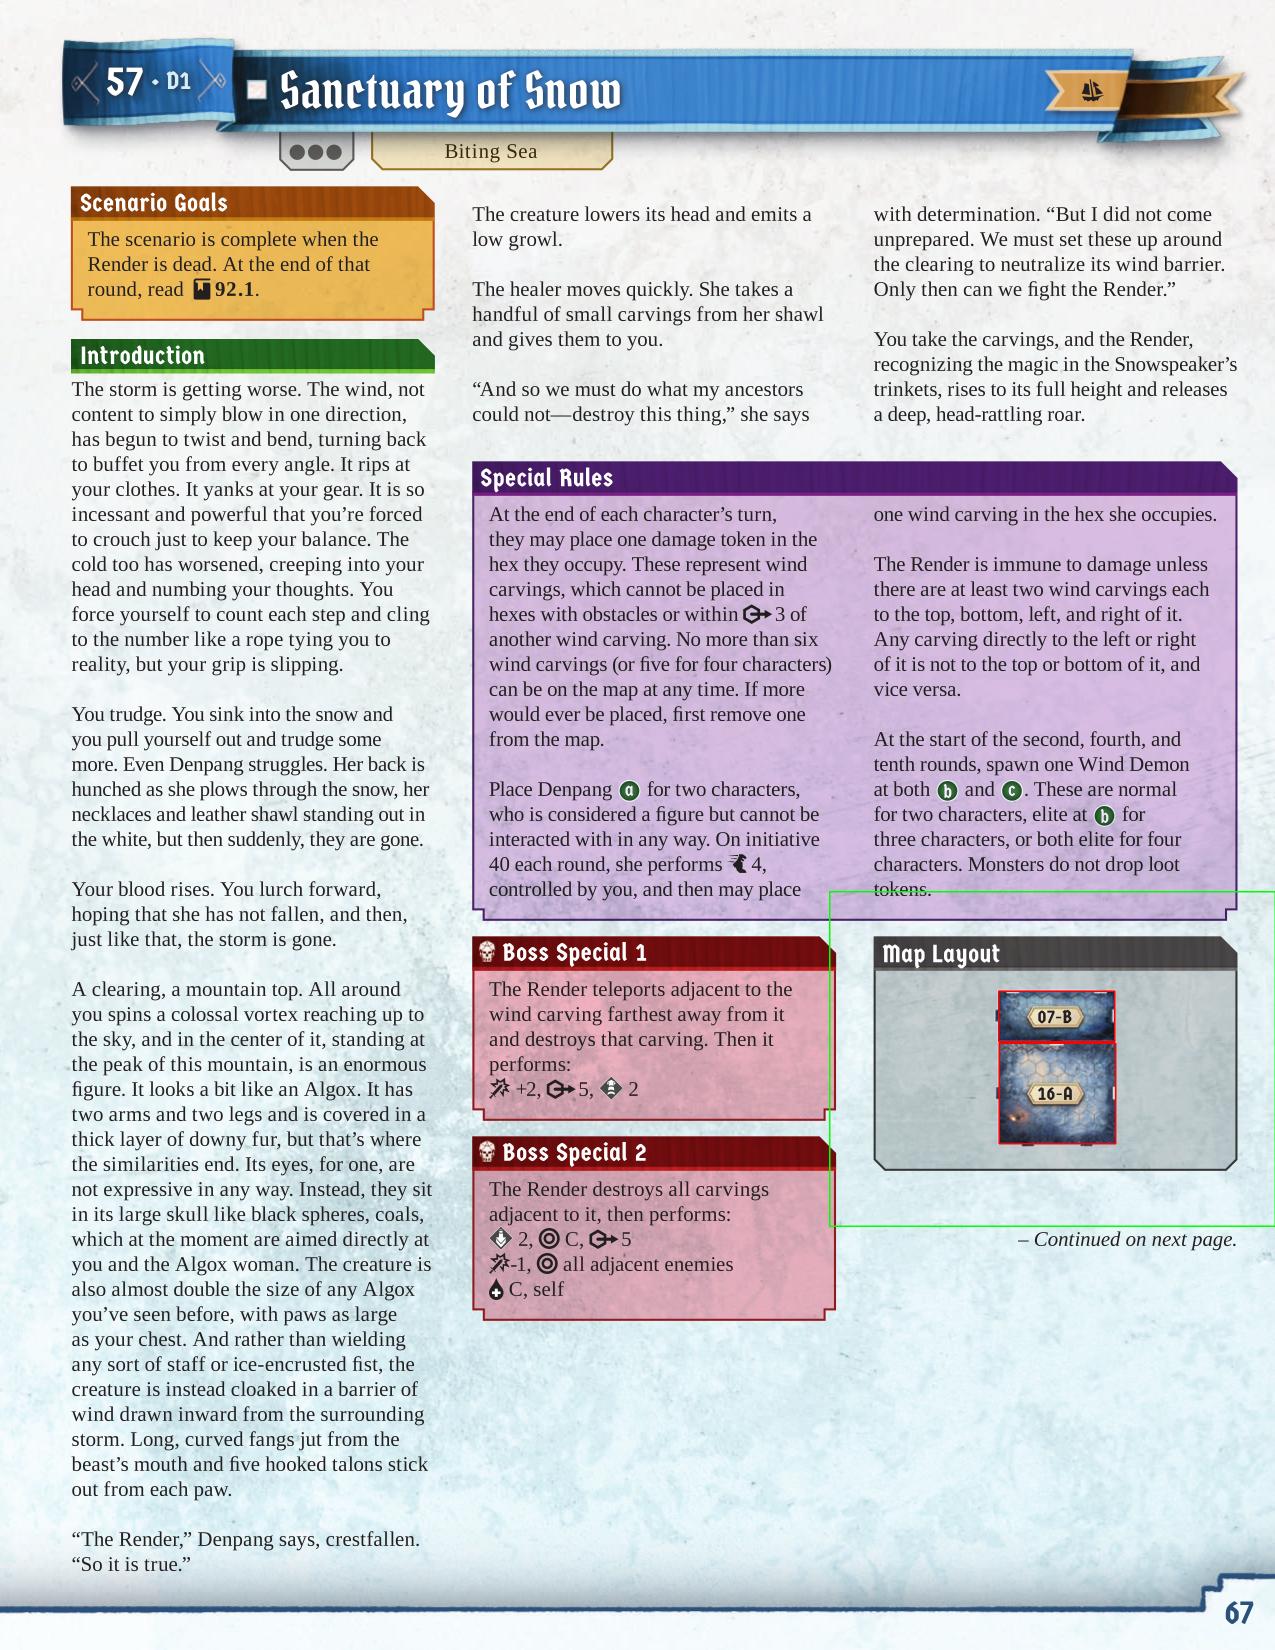 57 · D1
Sanctuary of Snow
Biting Sea
Scenario Goals
The scenario is complete when the
Render is dead. At the end of that
round, read 92.1.
Introduction
The storm is getting worse. The wind, not
content to simply blow in one direction,
has begun to twist and bend, turning back
to buffet you from every angle. It rips at
your clothes. It yanks at your gear. It is so
incessant and powerful that you’re forced
to crouch just to keep your balance. The
cold too has worsened, creeping into your
head and numbing your thoughts. You
force yourself to count each step and cling
to the number like a rope tying you to
reality, but your grip is slipping.
You trudge. You sink into the snow and
you pull yourself out and trudge some
more. Even Denpang struggles. Her back is
hunched as she plows through the snow, her
necklaces and leather shawl standing out in
the white, but then suddenly, they are gone.
Your blood rises. You lurch forward,
hoping that she has not fallen, and then,
just like that, the storm is gone.
A clearing, a mountain top. All around
you spins a colossal vortex reaching up to
the sky, and in the center of it, standing at
the peak of this mountain, is an enormous
figure. It looks a bit like an Algox. It has
two arms and two legs and is covered in a
thick layer of downy fur, but that’s where
the similarities end. Its eyes, for one, are
not expressive in any way. Instead, they sit
in its large skull like black spheres, coals,
which at the moment are aimed directly at
you and the Algox woman. The creature is
also almost double the size of any Algox
you’ve seen before, with paws as large
as your chest. And rather than wielding
any sort of staff or ice-encrusted fist, the
creature is instead cloaked in a barrier of
wind drawn inward from the surrounding
storm. Long, curved fangs jut from the
beast’s mouth and five hooked talons stick
out from each paw.
“The Render,” Denpang says, crestfallen.
“So it is true.”
The creature lowers its head and emits a
low growl.
The healer moves quickly. She takes a
handful of small carvings from her shawl
and gives them to you.
“And so we must do what my ancestors
could not—destroy this thing,” she says
with determination. “But I did not come
unprepared. We must set these up around
the clearing to neutralize its wind barrier.
Only then can we fight the Render.”
You take the carvings, and the Render,
recognizing the magic in the Snowspeaker’s
trinkets, rises to its full height and releases
a deep, head-rattling roar.
Special Rules
At the end of each character’s turn,
they may place one damage token in the
hex they occupy. These represent wind
carvings, which cannot be placed in
hexes with obstacles or within 3 of
another wind carving. No more than six
wind carvings (or five for four characters)
can be on the map at any time. If more
would ever be placed, first remove one
from the map.
Place Denpang a for two characters,
who is considered a figure but cannot be
interacted with in any way. On initiative
40 each round, she performs 4,
controlled by you, and then may place
one wind carving in the hex she occupies.
The Render is immune to damage unless
there are at least two wind carvings each
to the top, bottom, left, and right of it.
Any carving directly to the left or right
of it is not to the top or bottom of it, and
vice versa.
At the start of the second, fourth, and
tenth rounds, spawn one Wind Demon
at both b and c. These are normal
for two characters, elite at b for
three characters, or both elite for four
characters. Monsters do not drop loot
tokens.
Boss Special 1
The Render teleports adjacent to the
wind carving farthest away from it
and destroys that carving. Then it
performs:
+2, 5, 2
Boss Special 2
The Render destroys all carvings
adjacent to it, then performs:
2, C, 5
-1, all adjacent enemies
C, self
Map Layout
07-B
16-A
– Continued on next page.
67